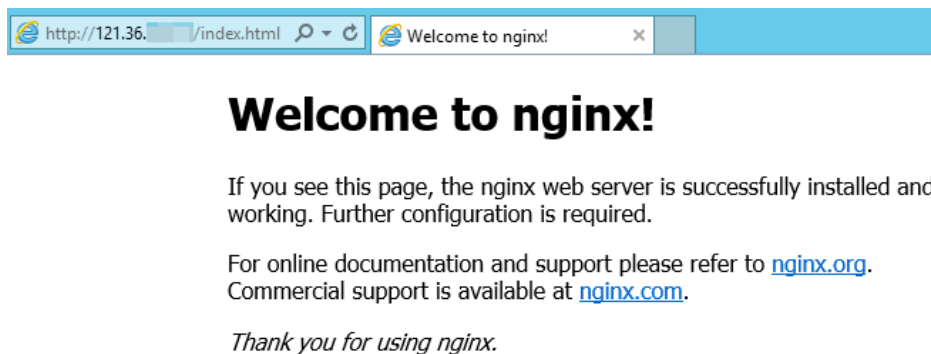 http://121.36. /index.html
Welcome to nginx!
Welcome to nginx!
If you see this page, the nginx web server is successfully installed and
working. Further configuration is required.
For online documentation and support please refer to nginx.org.
Commercial support is available at nginx.com.
Thank you for using nginx.